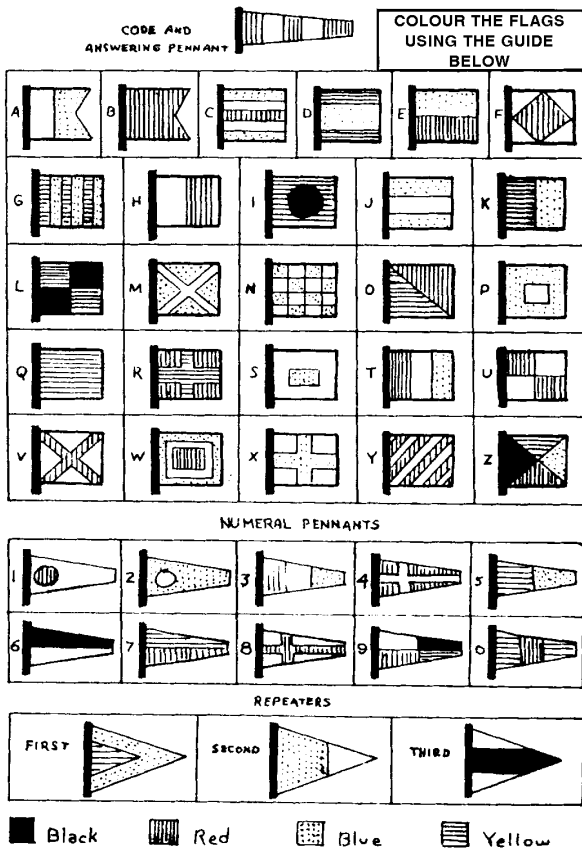 CODE AND
ANSWERING PENNANT
COLOUR THE FLAGS
USING THE GUIDE
BELOW
A B C D E F
G H I J K
L M N O P
Q R S T U
V W X Y Z
NUMERAL PENNANTS
1 2 3 4 5
6 7 8 9 0
REPEATERS
FIRST SECOND THIRD
Black Red Blue Yellow